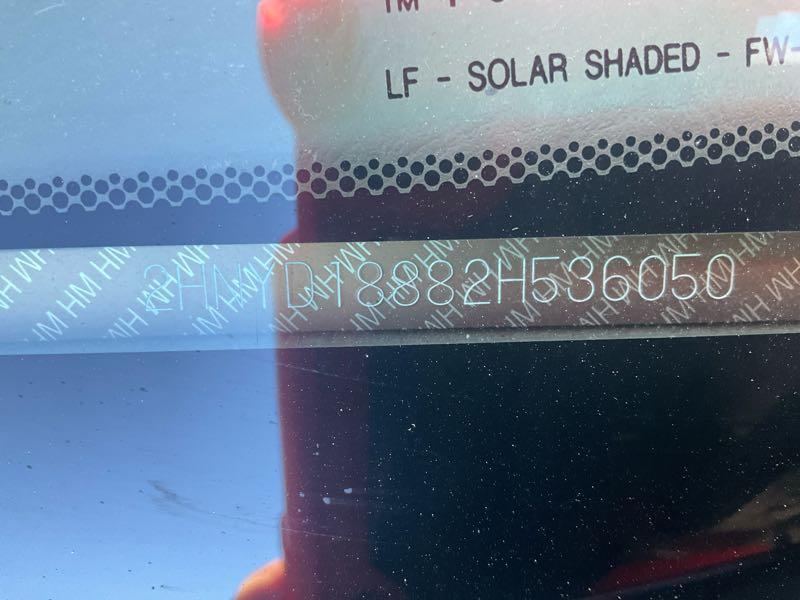 LF - SOLAR SHADED - FW-
2HNYD18882H536050